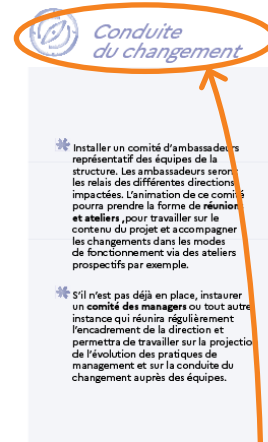 Conduite
du changement
Installer un comité d'ambassadeurs
représentatif des équipes de la
structure. Les ambassadeurs seront
les relais des différentes directions
impactées. L'animation de ce comité
pourra prendre la forme de réunions
et ateliers ,pour travailler sur le
contenu du projet et accompagner
les changements dans les modes
de fonctionnement via des ateliers
prospectifs par exemple.
S'il n'est pas déjà en place, instaurer
un comité des managers ou tout autre
instance qui réunira régulièrement
l'encadrement de la direction et
permettra de travailler sur la projection
de l'évolution des pratiques de
management et sur la conduite du
changement auprès des équipes.